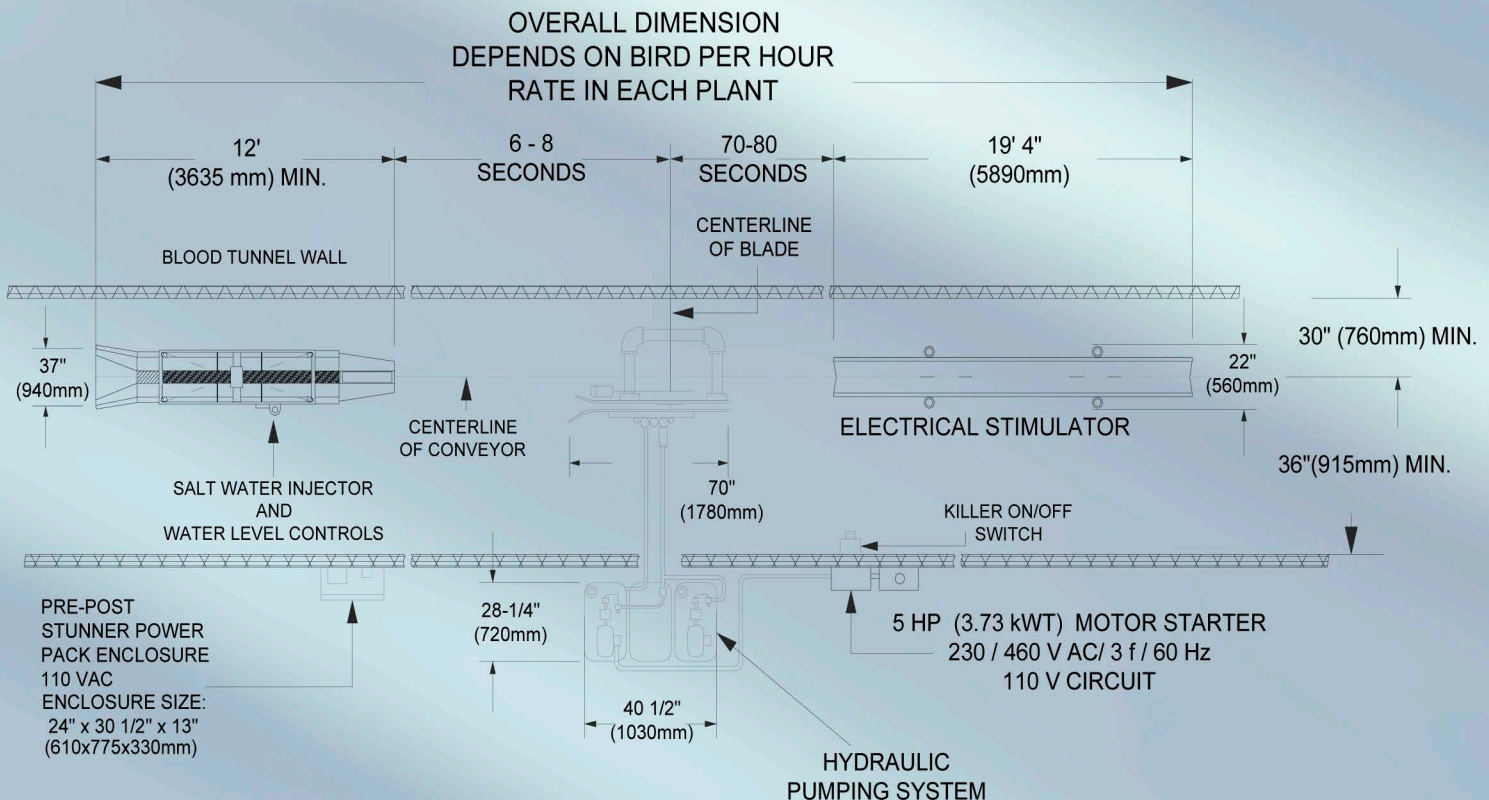 OVERALL DIMENSION
DEPENDS ON BIRD PER HOUR
RATE IN EACH PLANT
12'
(3635 mm) MIN.
6 - 8
SECONDS
70-80
SECONDS
19' 4"
(5890mm)
CENTERLINE
OF BLADE
BLOOD TUNNEL WALL
30" (760mm) MIN.
37"
(940mm)
22"
(560mm)
CENTERLINE
OF CONVEYOR
ELECTRICAL STIMULATOR
36"(915mm) MIN.
SALT WATER INJECTOR
AND
WATER LEVEL CONTROLS
70"
(1780mm)
KILLER ON/OFF
SWITCH
PRE-POST
STUNNER POWER
PACK ENCLOSURE
110 VAC
ENCLOSURE SIZE:
24" x 30 1/2" x 13"
(610x775x330mm)
28-1/4"
(720mm)
5 HP (3.73 kWT) MOTOR STARTER
230 / 460 V AC/ 3 f / 60 Hz
110 V CIRCUIT
40 1/2"
(1030mm)
HYDRAULIC
PUMPING SYSTEM